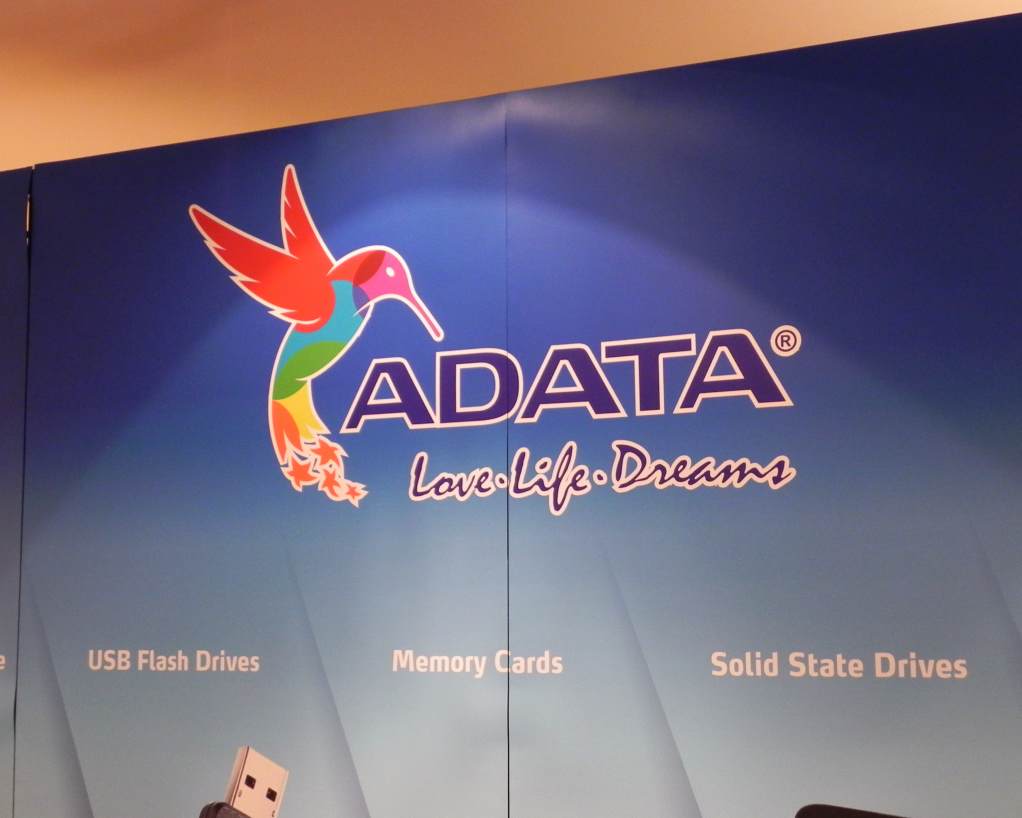 ADATA®
Love·Life·Dreams
USB Flash Drives
Memory Cards
Solid State Drives